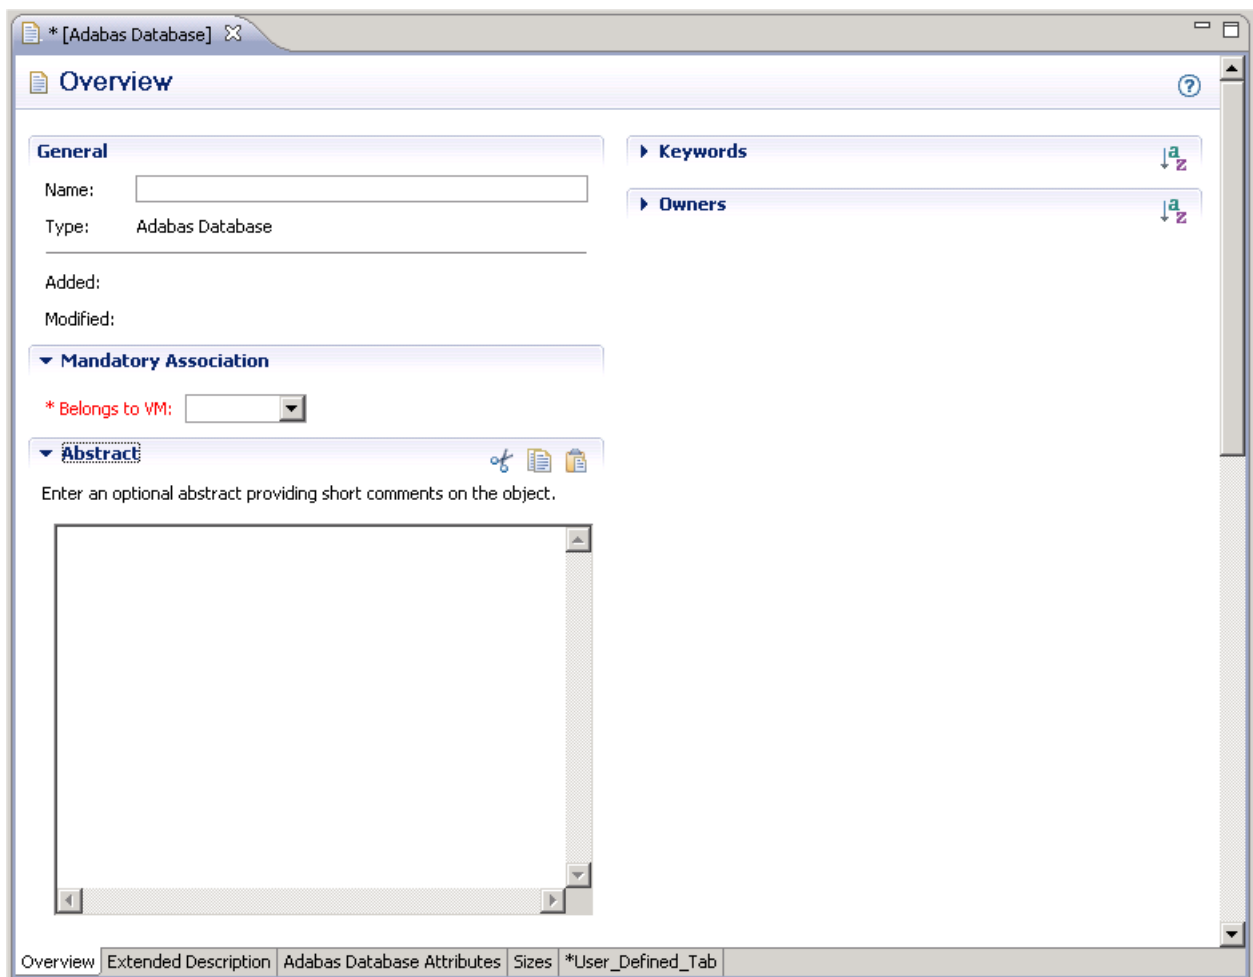 * [Adabas Database]
Overview
General
Name:
Type: Adabas Database
Added:
Modified:
Mandatory Association
* Belongs to VM:
Abstract
Enter an optional abstract providing short comments on the object.
Keywords
a
z
Owners
a
z
Overview Extended Description Adabas Database Attributes Sizes *User_Defined_Tab